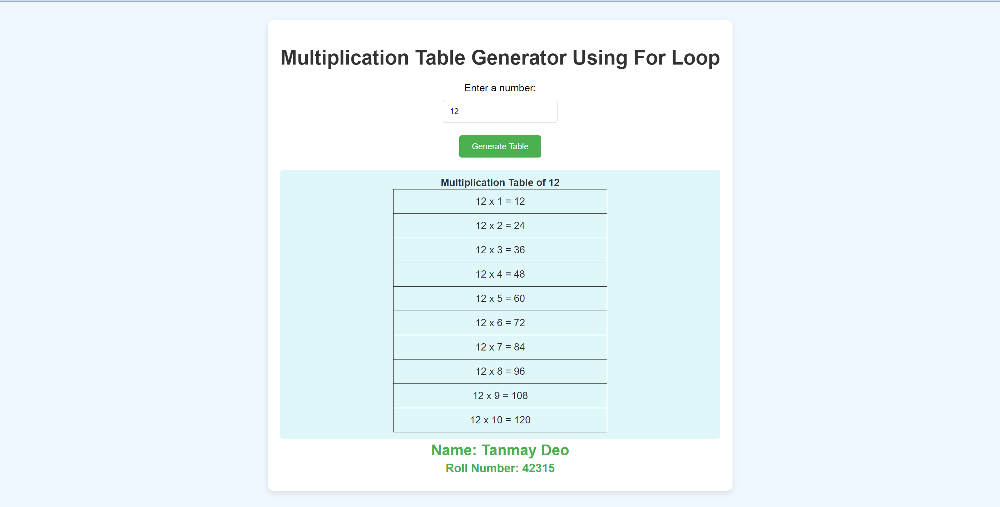 Multiplication Table Generator Using For Loop
Enter a number:
12
Generate Table
Multiplication Table of 12
12 x 1 = 12
12 x 2 = 24
12 x 3 = 36
12 x 4 = 48
12 x 5 = 60
12 x 6 = 72
12 x 7 = 84
12 x 8 = 96
12 x 9 = 108
12 x 10 = 120
Name: Tanmay Deo
Roll Number: 42315